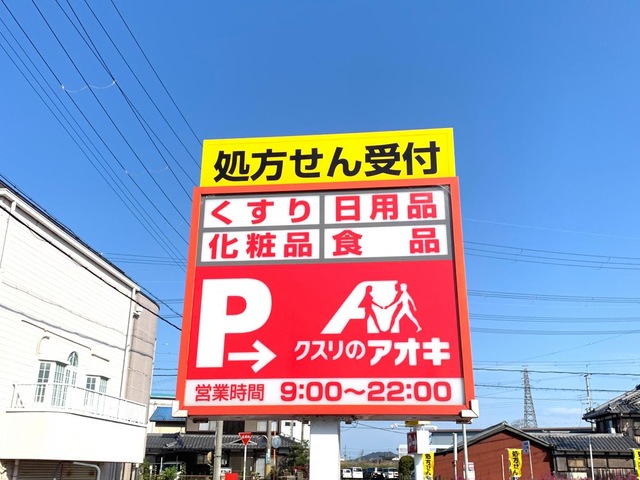 処方せん受付
くすり 日用品
化粧品 食品
P→
クスリのアオキ
営業時間 9:00～22:00